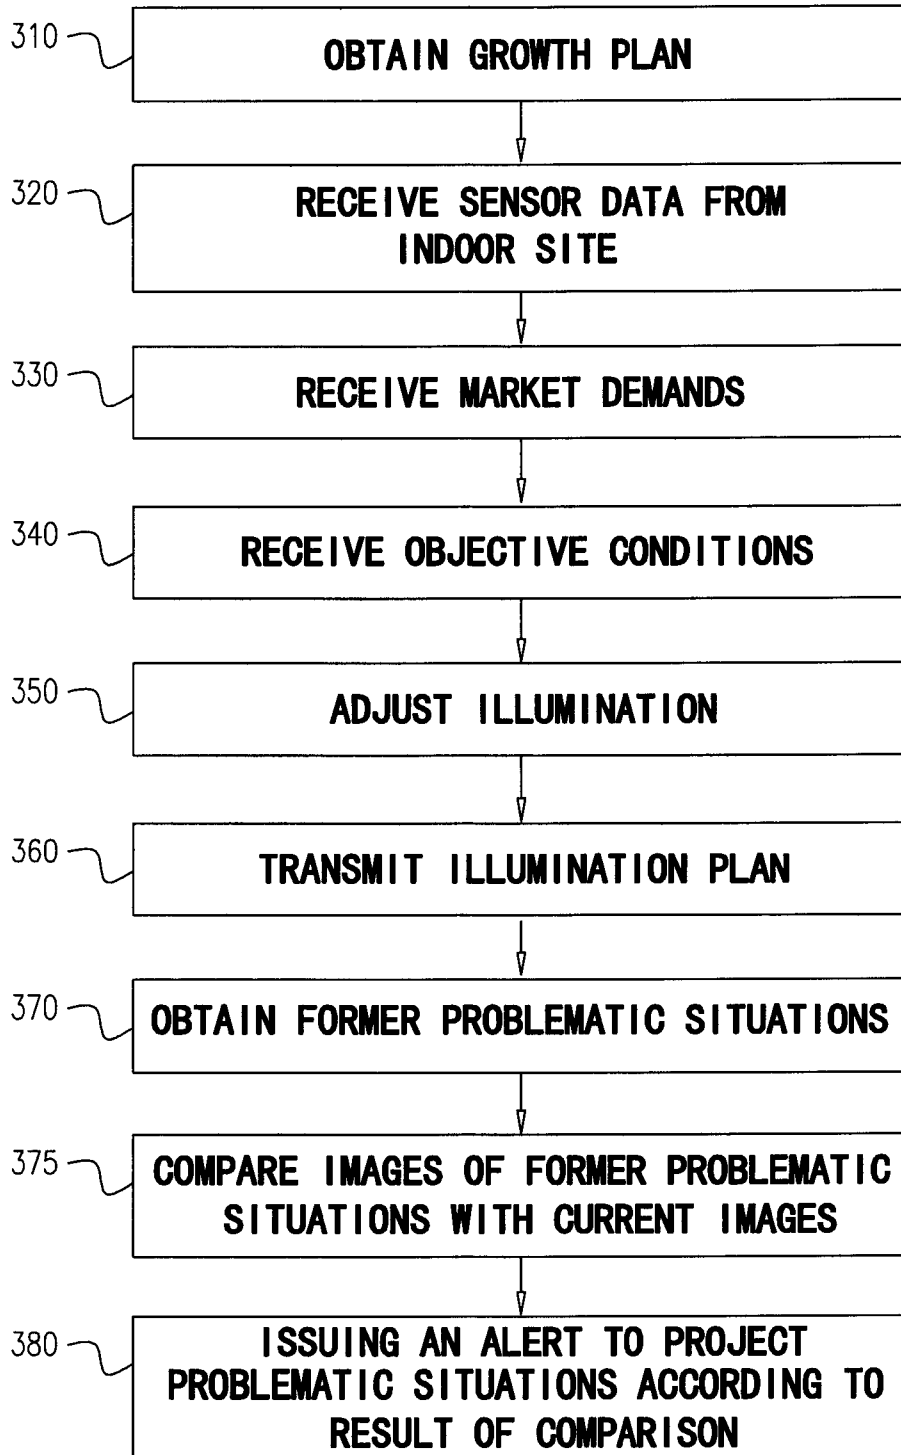 310
OBTAIN GROWTH PLAN
320
RECEIVE SENSOR DATA FROM
INDOOR SITE
330
RECEIVE MARKET DEMANDS
340
RECEIVE OBJECTIVE CONDITIONS
350
ADJUST ILLUMINATION
360
TRANSMIT ILLUMINATION PLAN
370
OBTAIN FORMER PROBLEMATIC SITUATIONS
375
COMPARE IMAGES OF FORMER PROBLEMATIC
SITUATIONS WITH CURRENT IMAGES
380
ISSUING AN ALERT TO PROJECT
PROBLEMATIC SITUATIONS ACCORDING TO
RESULT OF COMPARISON